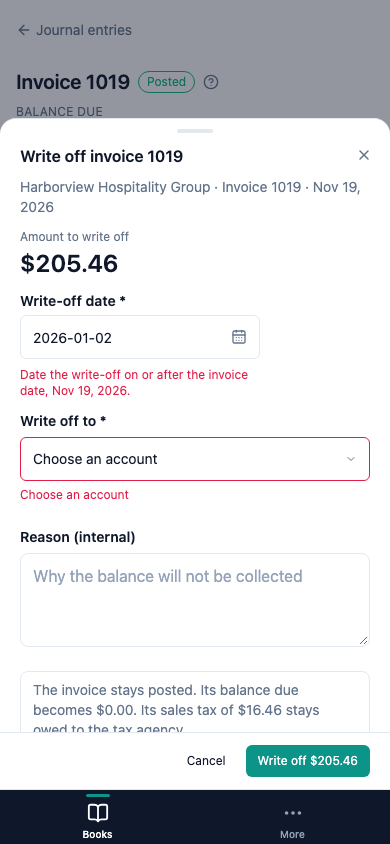 Journal entries
Invoice 1019 Posted
BALANCE DUE
Write off invoice 1019
Harborview Hospitality Group · Invoice 1019 · Nov 19,
2026
Amount to write off
$205.46
Write-off date *
2026-01-02
Date the write-off on or after the invoice
date, Nov 19, 2026.
Write off to *
Choose an account
Choose an account
Reason (internal)
Why the balance will not be collected
The invoice stays posted. Its balance due
becomes $0.00. Its sales tax of $16.46 stays
owed to the tax agency
Cancel Write off $205.46
Books More